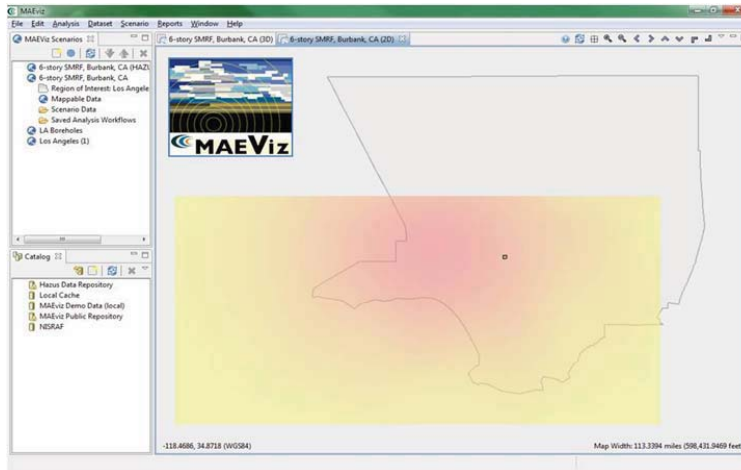 MAEviz
File Edit Analysis Dataset Scenario Reports Window Help
MAEViz Scenarios
6-story SMRF, Burbank, CA (HAZU
6-story SMRF, Burbank, CA
Region of Interest: Los Angele
Mappable Data
Scenario Data
Saved Analysis Workflows
LA Boreholes
Los Angeles (1)
Catalog
Hazus Data Repository
Local Cache
MAEviz Demo Data (local)
MAEviz Public Repository
NISRAF
6-story SMRF, Burbank, CA (3D) 6-story SMRF, Burbank, CA (2D)
MAEVIZ
-118.4686, 34.8718 (WGS84) Map Width: 113.3394 miles (598,431.9469 feet